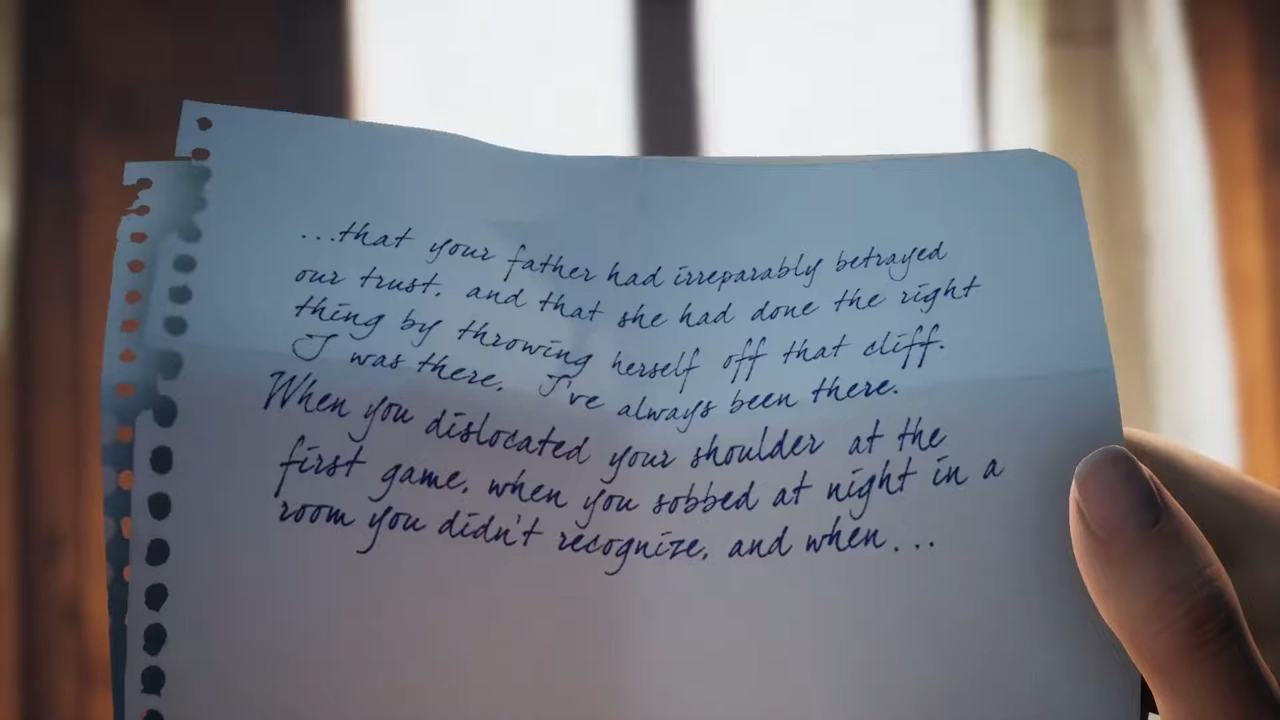 ...that your father had irreparably betrayed
our trust, and that she had done the right
thing by throwing herself off that cliff.
I was there. I've always been there.
When you dislocated your shoulder at the
first game, when you sobbed at night in a
room you didn't recognize, and when...